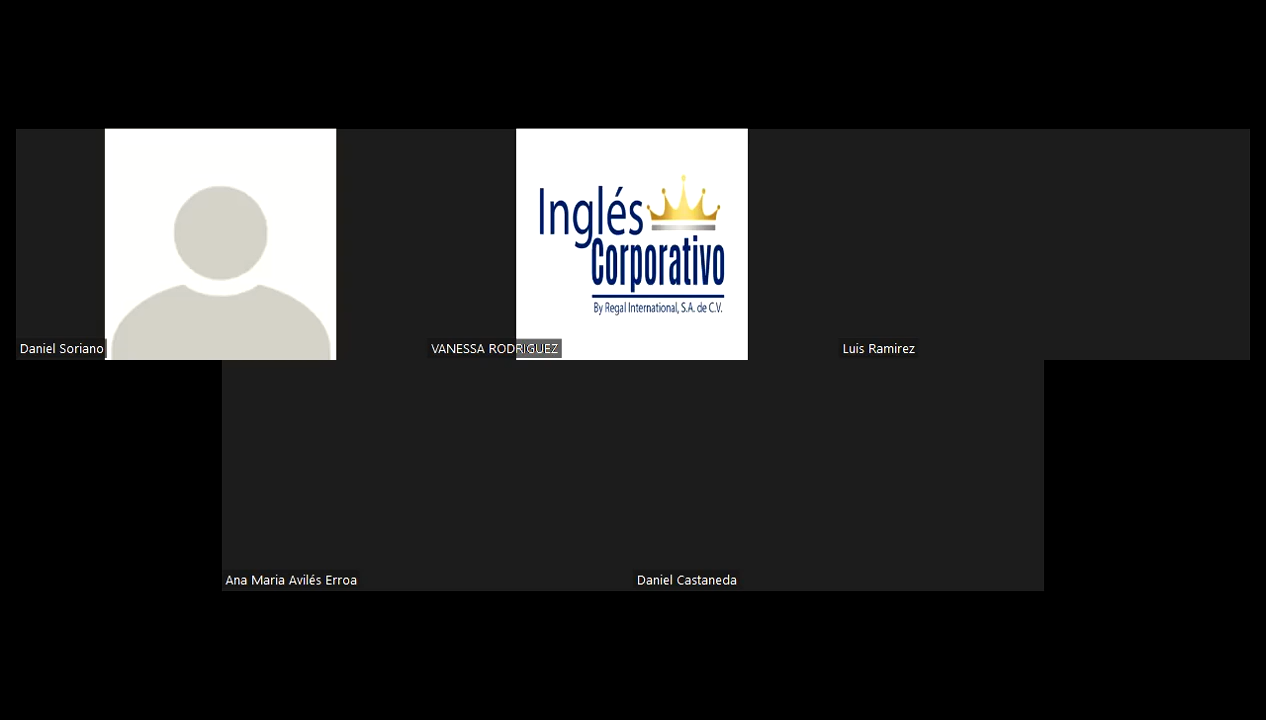 Inglés
Corporativo
By Regal International, S.A. de C.V.
Daniel Soriano
VANESSA RODRIGUEZ
Luis Ramirez
Ana Maria Avilés Erroa
Daniel Castaneda